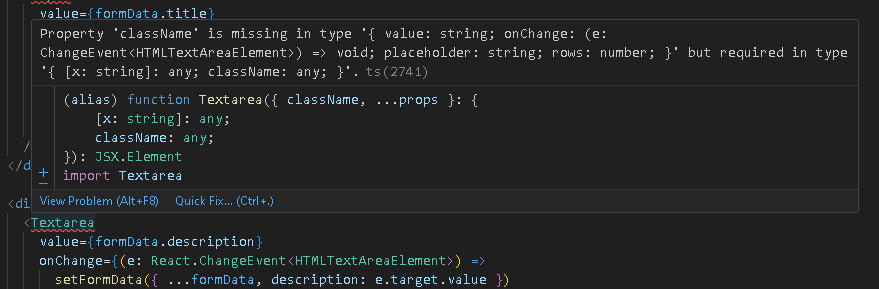 value={formData.title}
Property 'className' is missing in type '{ value: string; onChange: (e:
ChangeEvent<HTMLTextAreaElement>) => void; placeholder: string; rows: number; }' but required in type
'{ [x: string]: any; className: any; }'. ts(2741)
(alias) function Textarea({ className, ...props }: {
[x: string]: any;
className: any;
}): JSX.Element
import Textarea
/
</d
View Problem (Alt+F8) Quick Fix... (Ctrl+.)
<di
<Textarea
value={formData.description}
onChange={(e: React.ChangeEvent<HTMLTextAreaElement>) =>
setFormData({ ...formData, description: e.target.value })